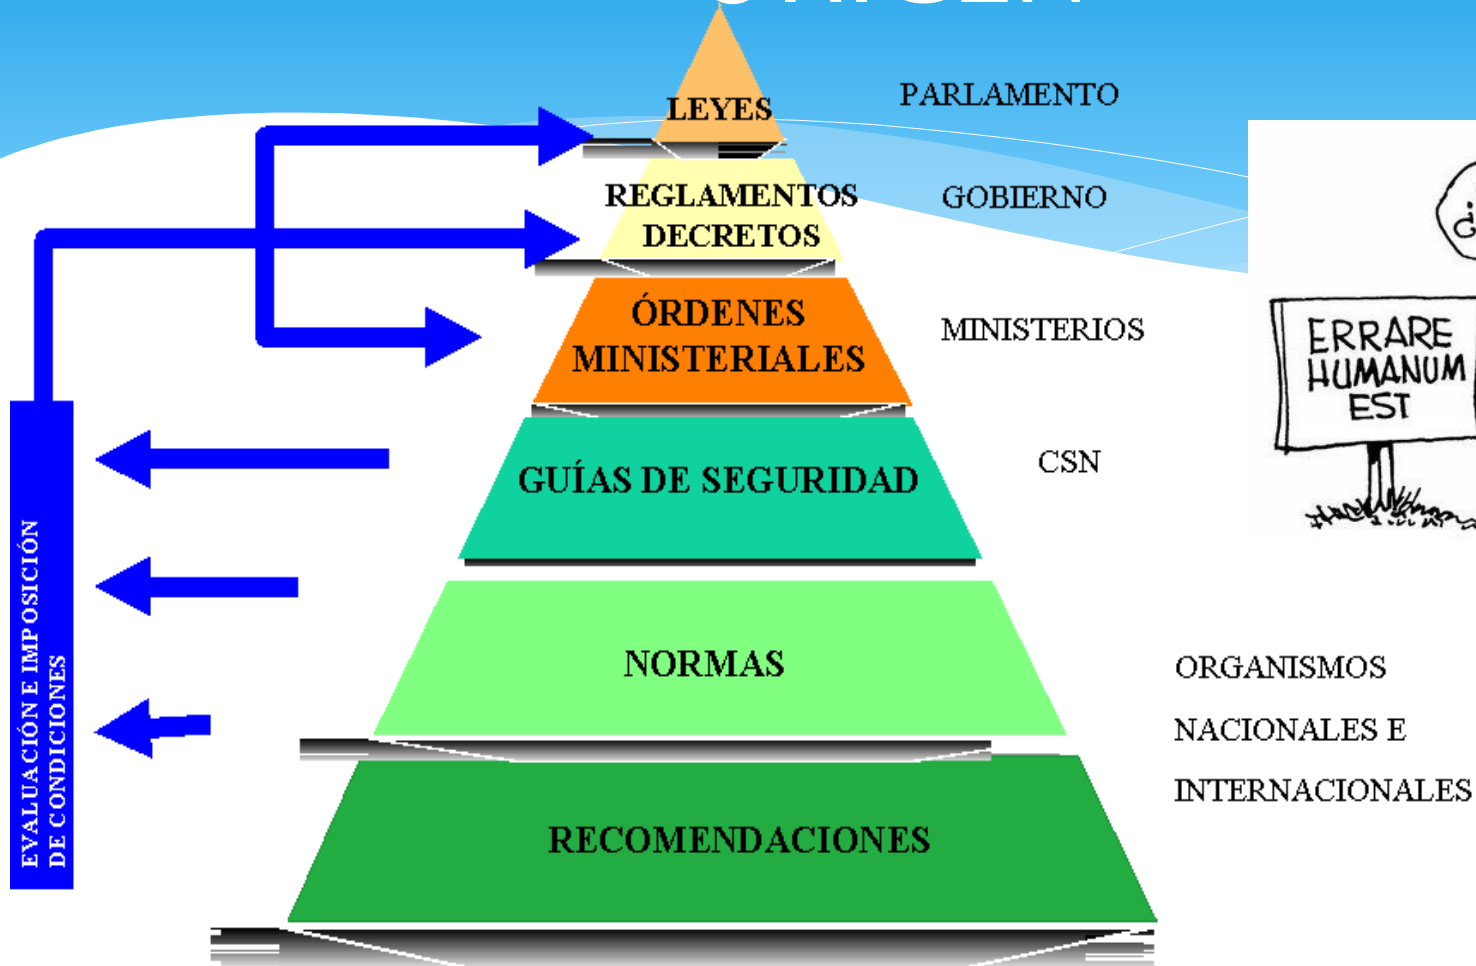 LEYES
PARLAMENTO
REGLAMENTOS
DECRETOS
GOBIERNO
ÓRDENES
MINISTERIALES
MINISTERIOS
GUÍAS DE SEGURIDAD
CSN
NORMAS
ORGANISMOS
NACIONALES E
INTERNACIONALES
RECOMENDACIONES
EVALUACIÓN E IMPOSICIÓN
DE CONDICIONES
ERRARE
HUMANUM
EST